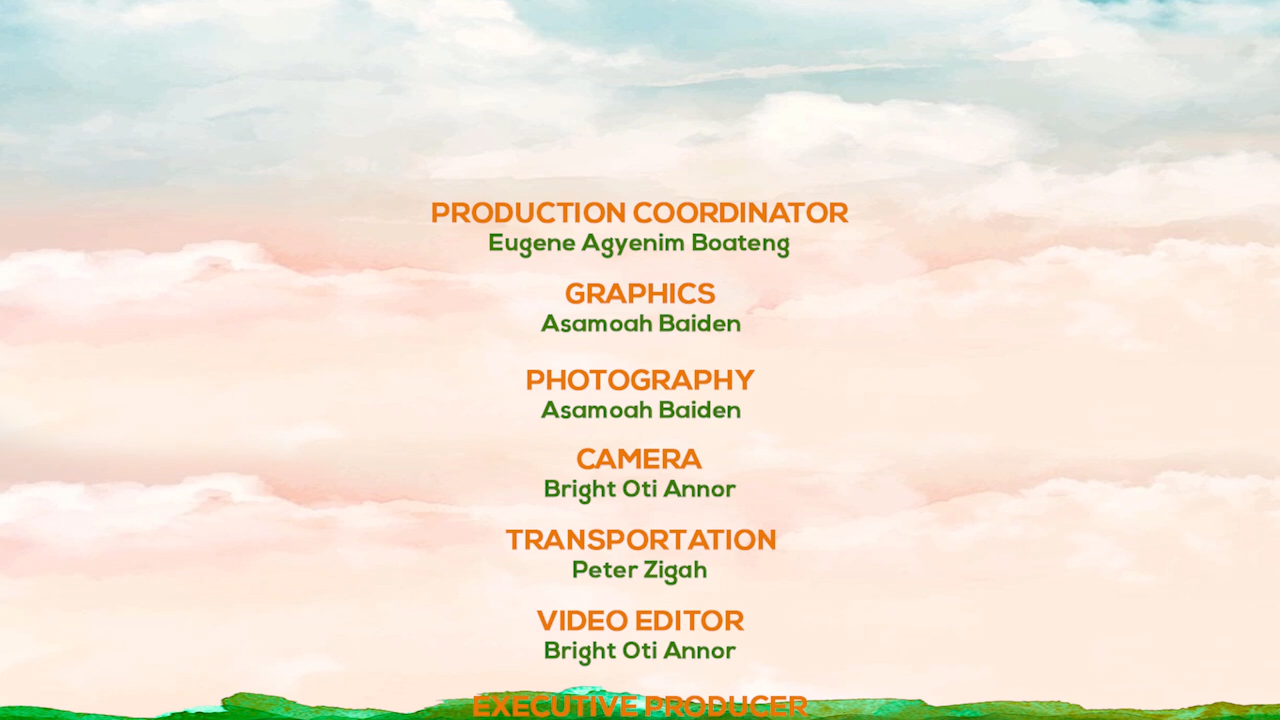 PRODUCTION COORDINATOR
Eugene Agyenim Boateng
GRAPHICS
Asamoah Baiden
PHOTOGRAPHY
Asamoah Baiden
CAMERA
Bright Oti Annor
TRANSPORTATION
Peter Zigah
VIDEO EDITOR
Bright Oti Annor
EXECUTIVE PRODUCER